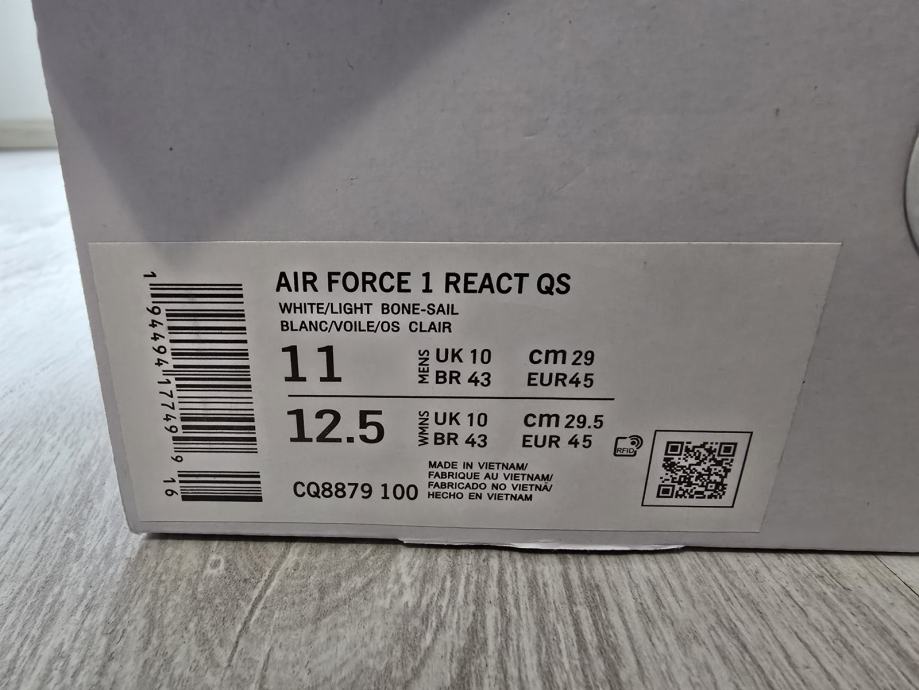 AIR FORCE 1 REACT QS
WHITE/LIGHT BONE-SAIL
BLANC/VOILE/OS CLAIR
11 MENS UK 10 cm 29
BR 43 EUR45
12.5 WMNS UK 10 cm 29.5
BR 43 EUR 45
RFID
MADE IN VIETNAM/
FABRIQUE AU VIETNAM/
FABRICADO NO VIETNÃ/
HECHO EN VIETNAM
CQ8879 100
1 94494 17749 9 16